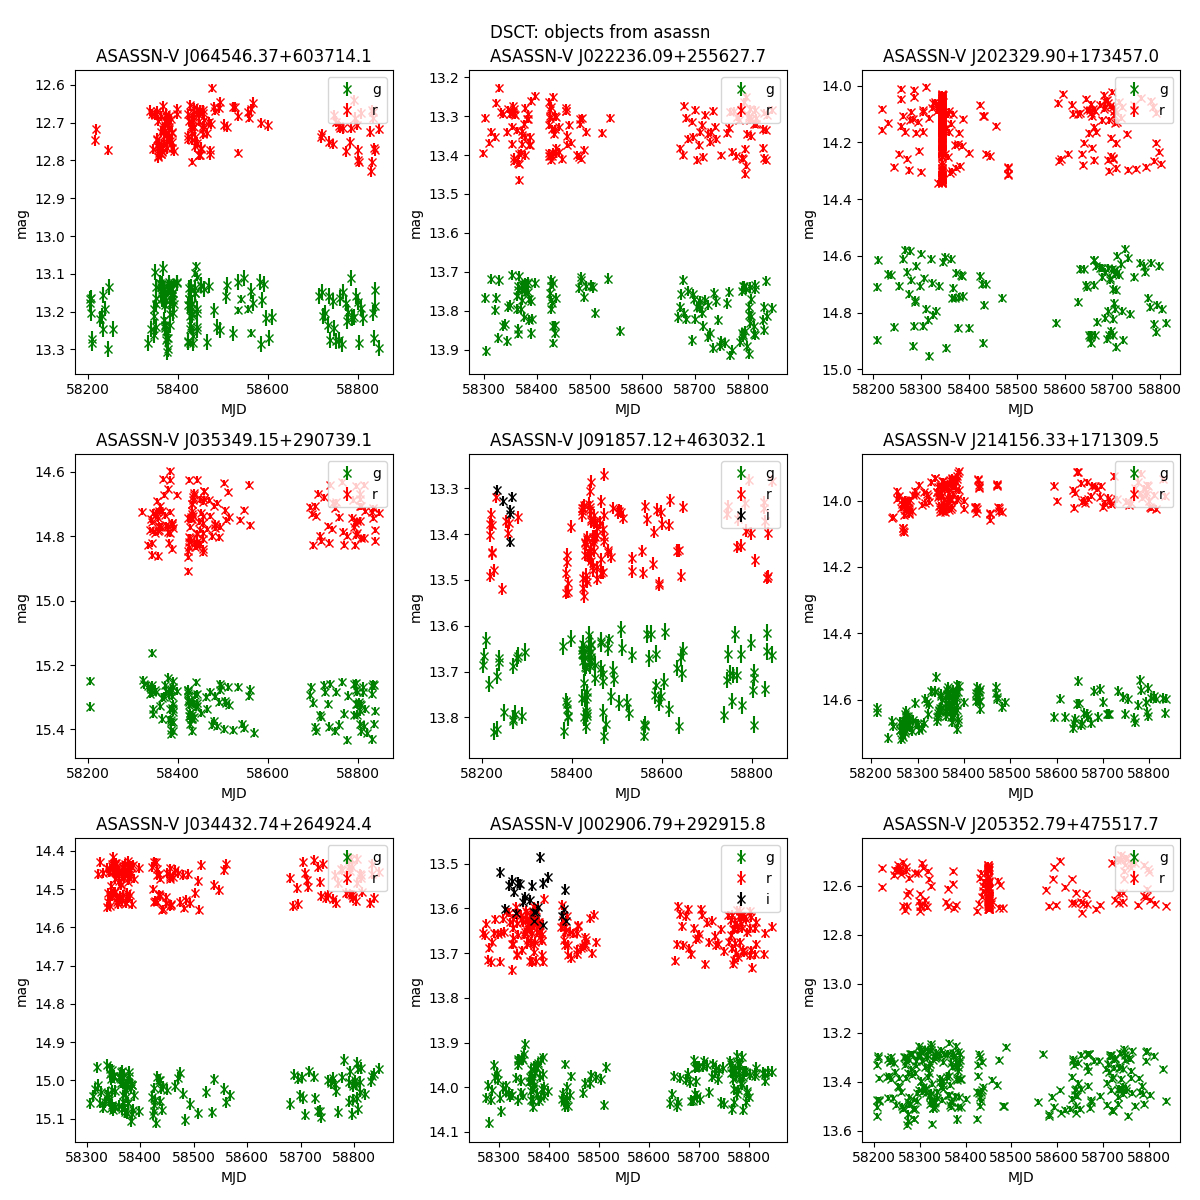 DSCT: objects from asassn
ASASSN-V J064546.37+603714.1
ASASSN-V J022236.09+255627.7
ASASSN-V J202329.90+173457.0
12.6
12.7
12.8
12.9
13.0
13.1
13.2
13.3
mag
g
r
58200 58400 58600 58800
MJD
13.2
13.3
13.4
13.5
13.6
13.7
13.8
13.9
mag
g
r
58300 58400 58500 58600 58700 58800
MJD
14.0
14.2
14.4
14.6
14.8
15.0
mag
g
r
58200 58300 58400 58500 58600 58700 58800
MJD
ASASSN-V J035349.15+290739.1
ASASSN-V J091857.12+463032.1
ASASSN-V J214156.33+171309.5
14.6
14.8
15.0
15.2
15.4
mag
g
r
58200 58400 58600 58800
MJD
13.3
13.4
13.5
13.6
13.7
13.8
mag
g
r
i
58200 58400 58600 58800
MJD
14.0
14.2
14.4
14.6
mag
g
r
58200 58300 58400 58500 58600 58700 58800
MJD
ASASSN-V J034432.74+264924.4
ASASSN-V J002906.79+292915.8
ASASSN-V J205352.79+475517.7
14.4
14.5
14.6
14.7
14.8
14.9
15.0
15.1
mag
g
r
58300 58400 58500 58600 58700 58800
MJD
13.5
13.6
13.7
13.8
13.9
14.0
14.1
mag
g
r
i
58300 58400 58500 58600 58700 58800
MJD
12.6
12.8
13.0
13.2
13.4
13.6
mag
g
r
58200 58300 58400 58500 58600 58700 58800
MJD